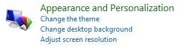 Appearance and Personalization
Change the theme
Change desktop background
Adjust screen resolution